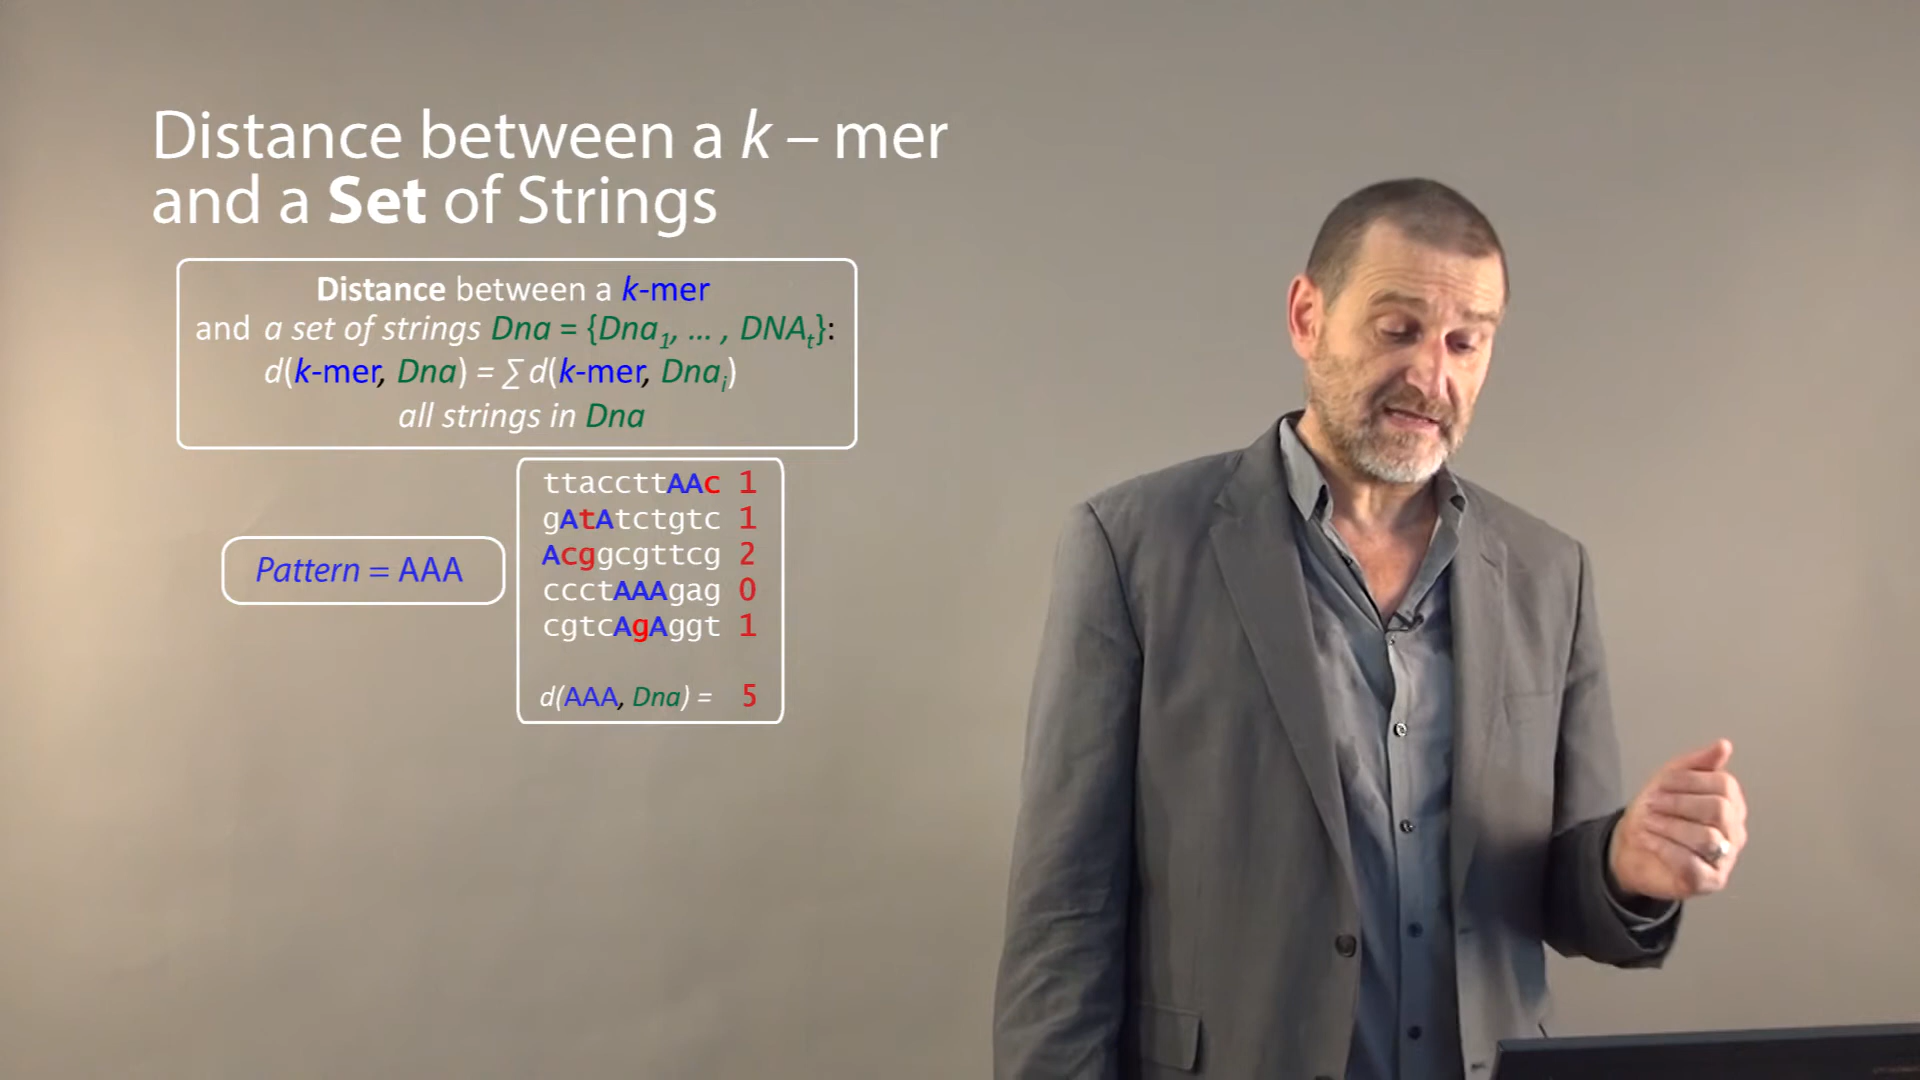 Distance between a k – mer
and a Set of Strings
Distance between a k-mer
and a set of strings Dna = {Dna1, ... , DNAt}:
d(k-mer, Dna) = ∑ d(k-mer, Dnai)
all strings in Dna
Pattern = AAA
ttaccttAAc 1
gAtAtctgtc 1
Acggcgttcg 2
ccctAAAgag 0
cgtcAgAggt 1
d(AAA, Dna) = 5